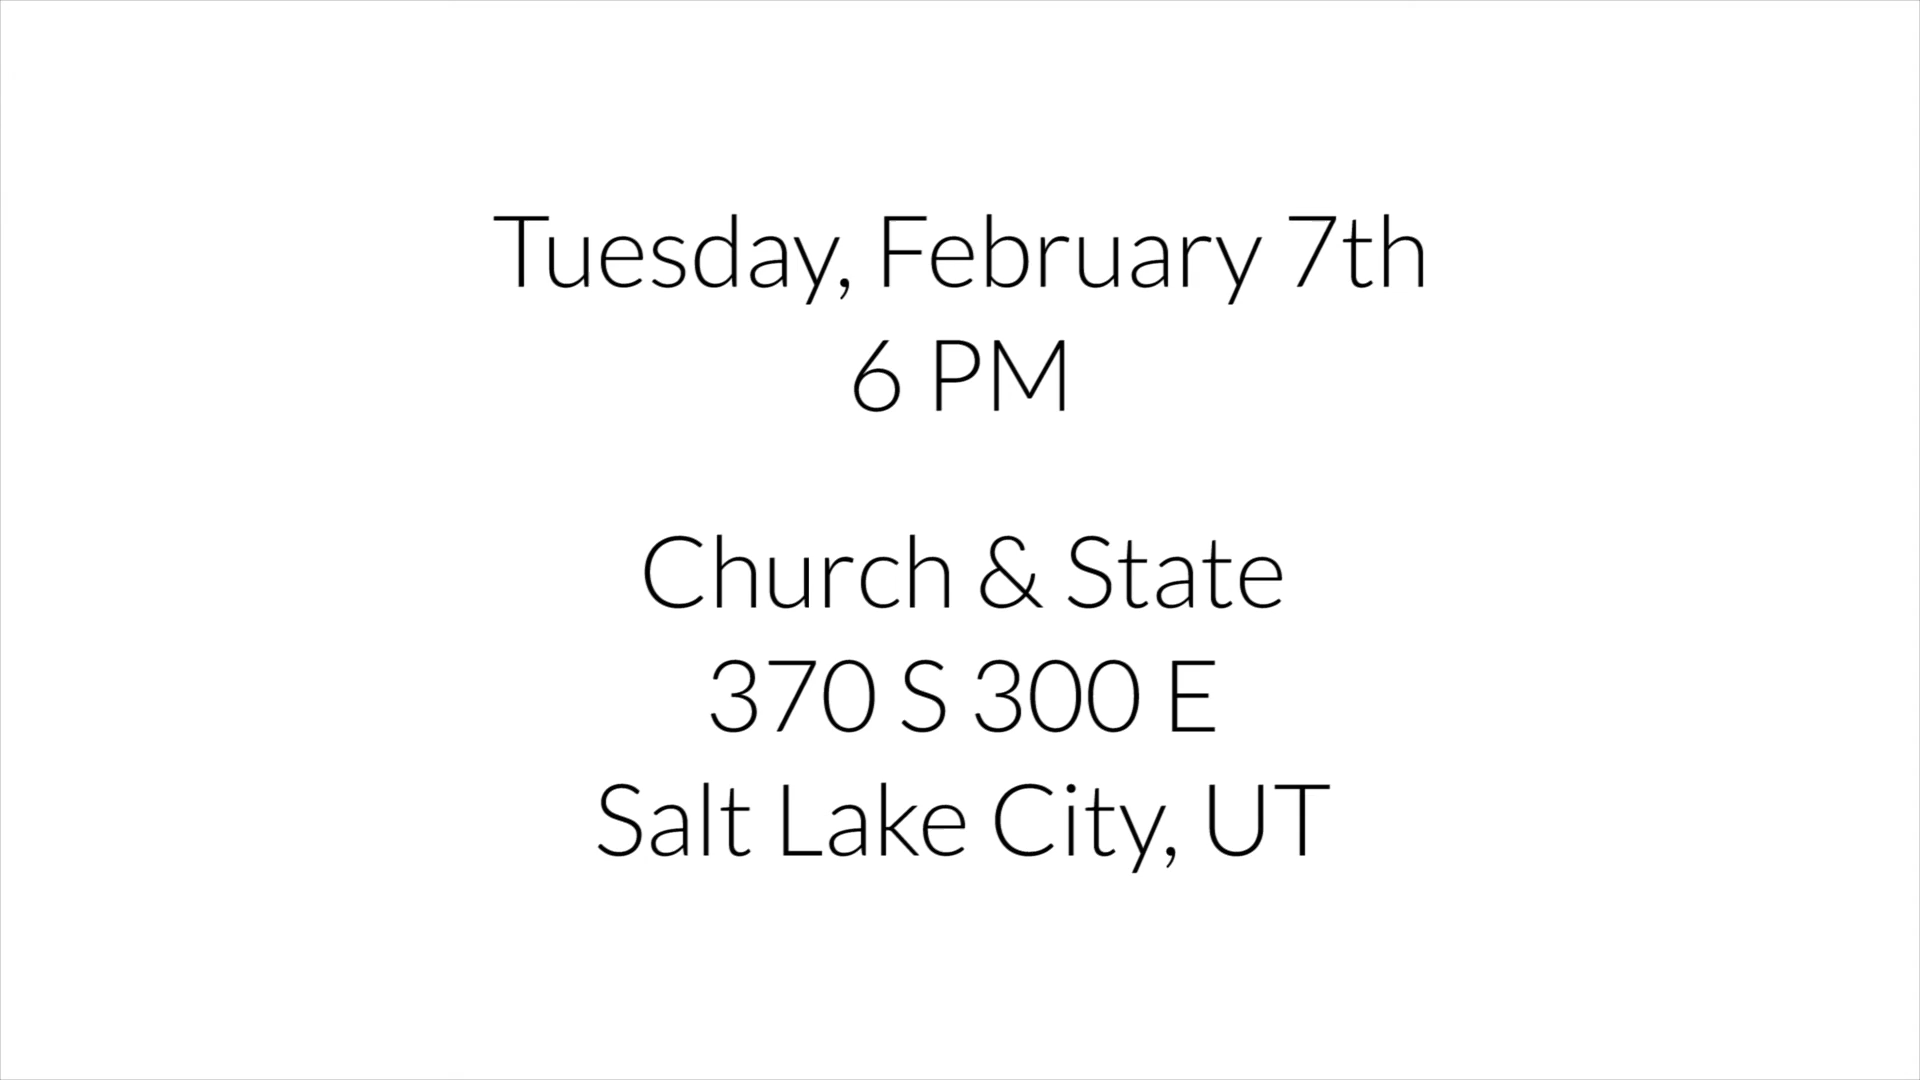 Tuesday, February 7th
6 PM
Church & State
370 S 300 E
Salt Lake City, UT